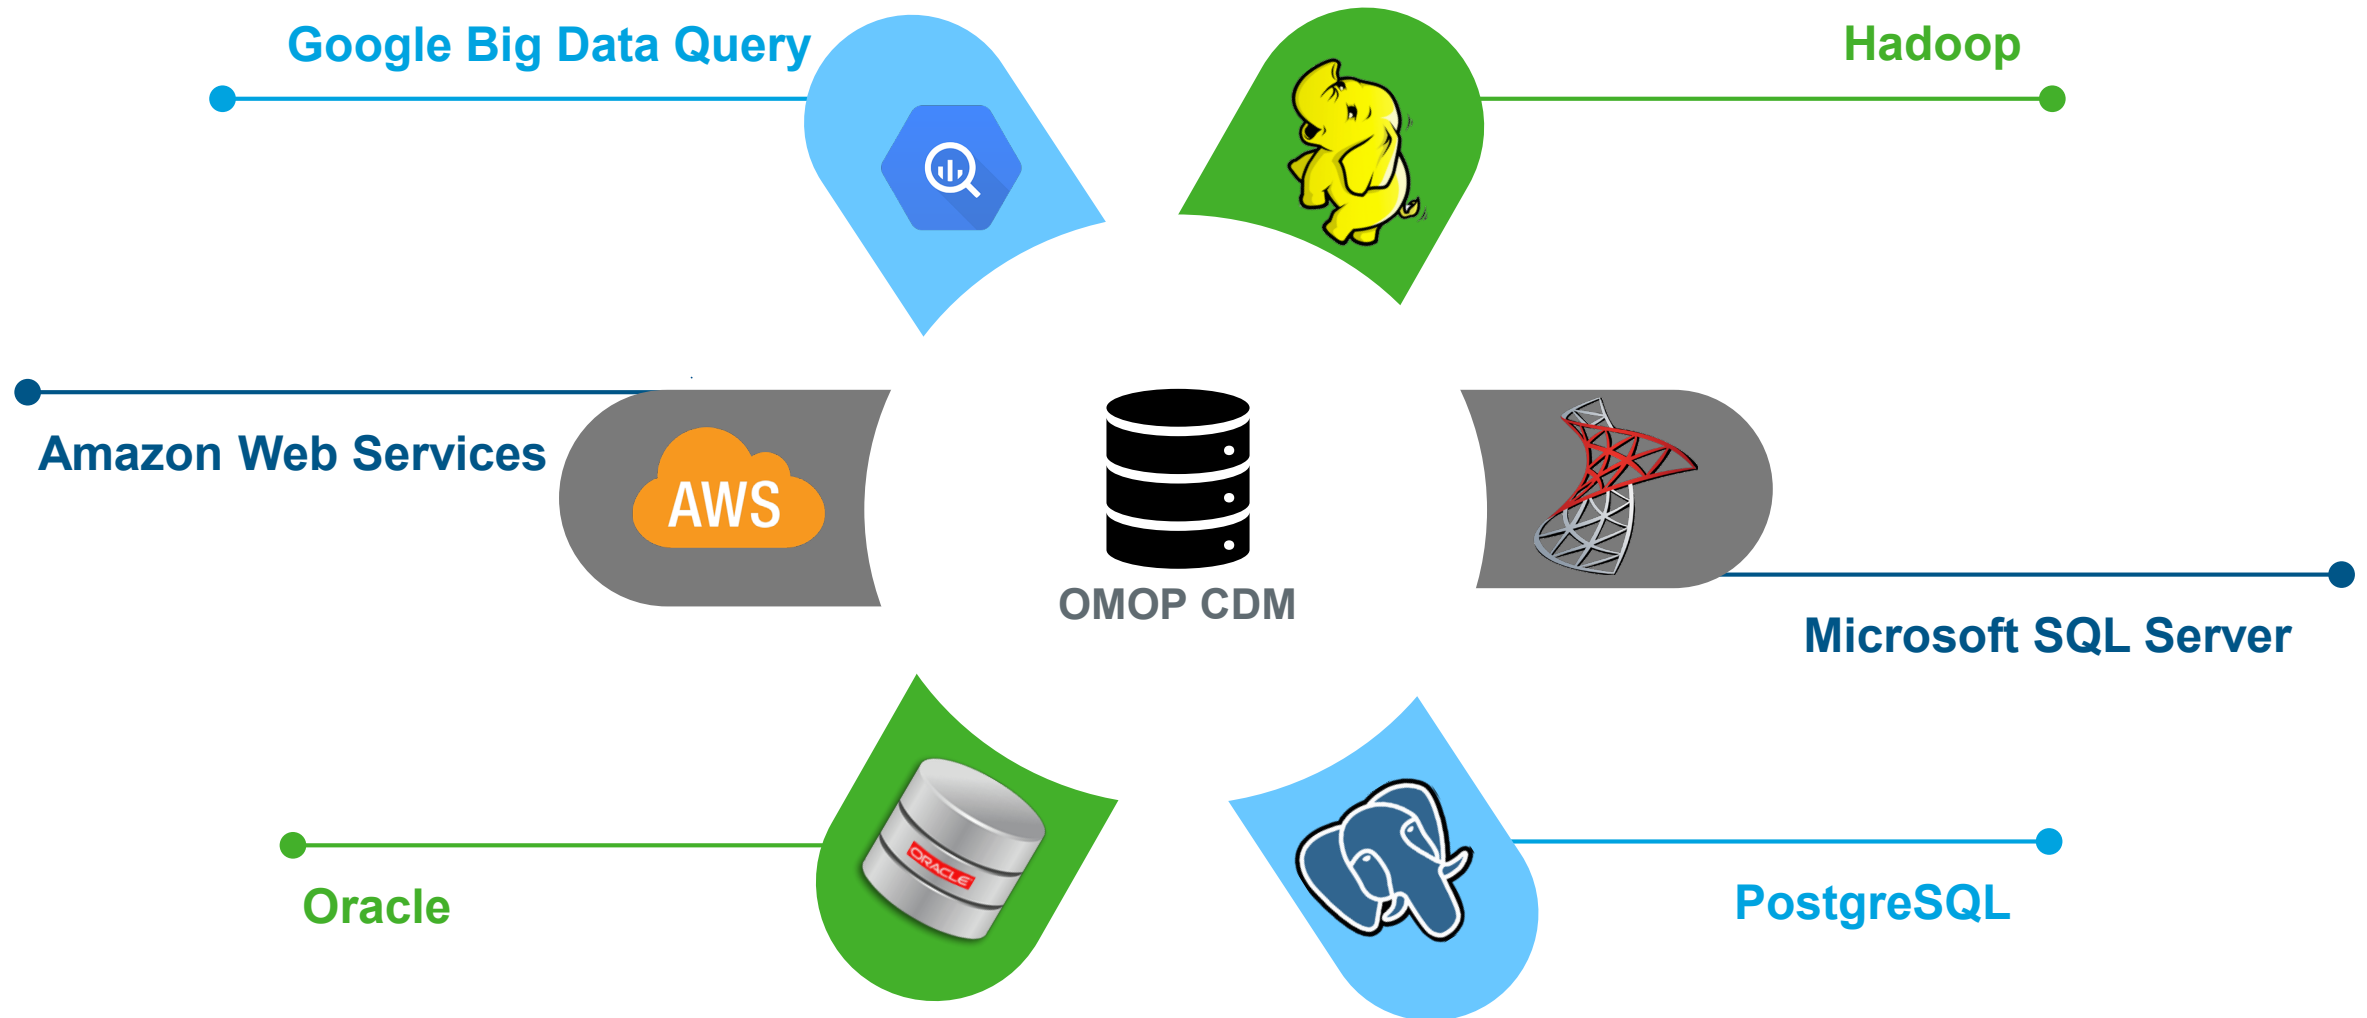 Google Big Data Query
Hadoop
Amazon Web Services
AWS
OMOP CDM
Microsoft SQL Server
ORACLE
Oracle
PostgreSQL